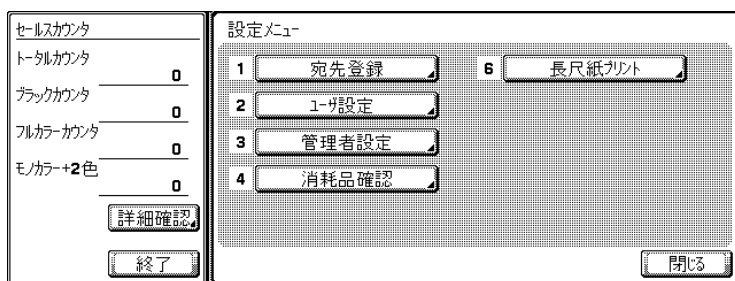 セールスカウンタ
トータルカウンタ
0
ブラックカウンタ
0
フルカラーカウンタ
0
モノカラー+2色
0
詳細確認
終了
設定メニュー
1 宛先登録
6 長尺紙プリント
2 ユーザ設定
3 管理者設定
4 消耗品確認
閉じる